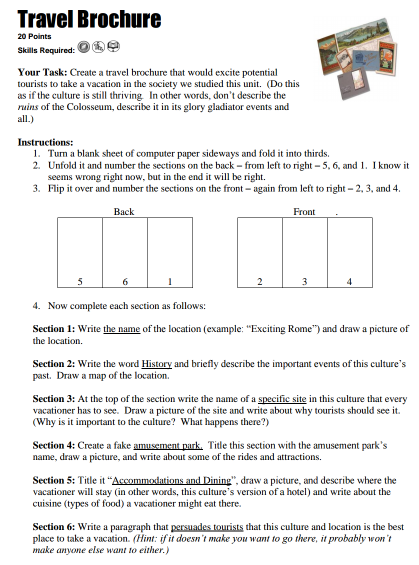 Travel Brochure
20 Points
Skills Required:
Your Task: Create a travel brochure that would excite potential
tourists to take a vacation in the society we studied this unit. (Do this
as if the culture is still thriving. In other words, don't describe the
ruins of the Colosseum, describe it in its glory gladiator events and
all.)
Instructions:
1. Turn a blank sheet of computer paper sideways and fold it into thirds.
2. Unfold it and number the sections on the back – from left to right – 5, 6, and 1. I know it
seems wrong right now, but in the end it will be right.
3. Flip it over and number the sections on the front – again from left to right – 2, 3, and 4.
Back Front .
5 6 1 2 3 4
4. Now complete each section as follows:
Section 1: Write the name of the location (example: "Exciting Rome") and draw a picture of
the location.
Section 2: Write the word History and briefly describe the important events of this culture's
past. Draw a map of the location.
Section 3: At the top of the section write the name of a specific site in this culture that every
vacationer has to see. Draw a picture of the site and write about why tourists should see it.
(Why is it important to the culture? What happens there?)
Section 4: Create a fake amusement park. Title this section with the amusement park's
name, draw a picture, and write about some of the rides and attractions.
Section 5: Title it "Accommodations and Dining", draw a picture, and describe where the
vacationer will stay (in other words, this culture's version of a hotel) and write about the
cuisine (types of food) a vacationer might eat there.
Section 6: Write a paragraph that persuades tourists that this culture and location is the best
place to take a vacation. (Hint: if it doesn't make you want to go there, it probably won't
make anyone else want to either.)